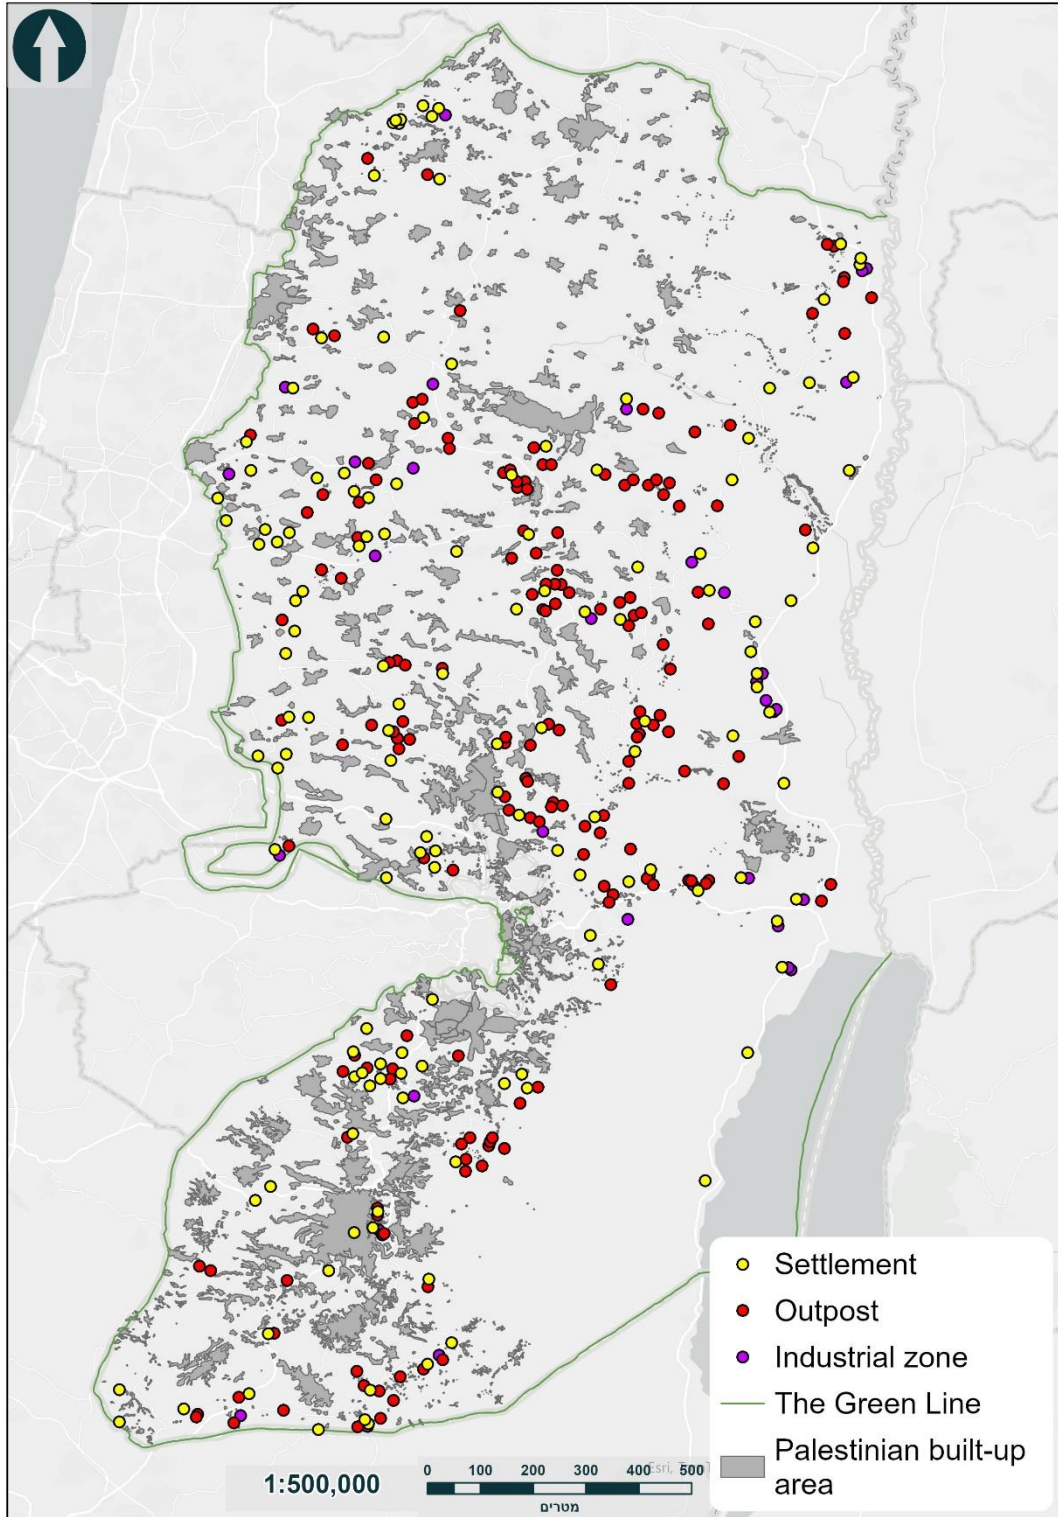 Settlement
Outpost
Industrial zone
The Green Line
Palestinian built-up
area
1:500,000
0 100 200 300 400 500
מטרים
Esri,